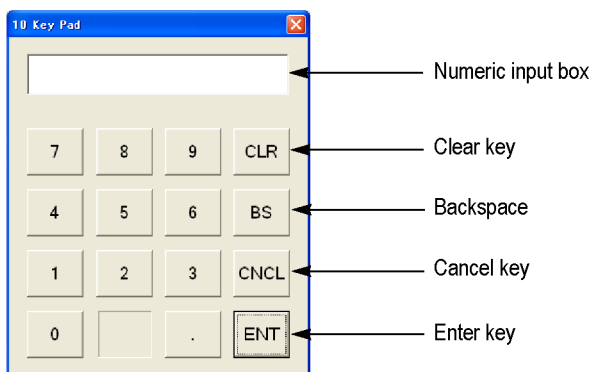 10 Key Pad
Numeric input box
7 8 9 CLR Clear key
4 5 6 BS Backspace
1 2 3 CNCL Cancel key
0 . ENT Enter key